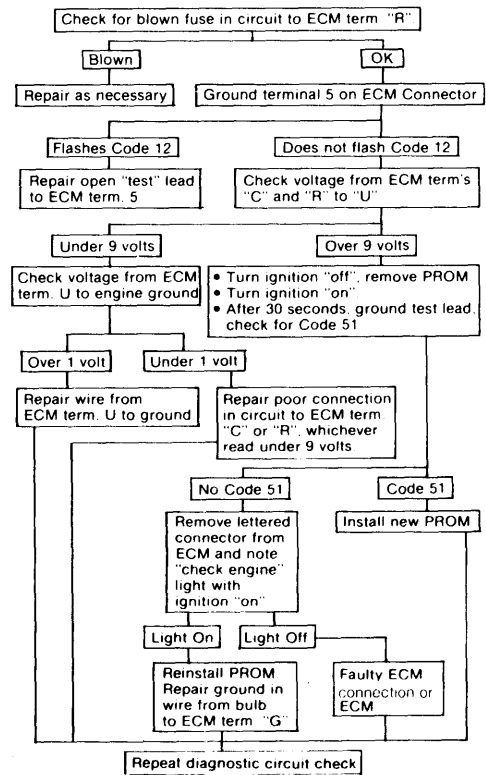 Check for blown fuse in circuit to ECM term "R"
Blown
OK
Repair as necessary
Ground terminal 5 on ECM Connector
Flashes Code 12
Does not flash Code 12
Repair open "test" lead
to ECM term. 5
Check voltage from ECM term's
"C" and "R" to "U"
Under 9 volts
Over 9 volts
Check voltage from ECM
term. U to engine ground
• Turn ignition "off", remove PROM
• Turn ignition "on"
• After 30 seconds, ground test lead,
check for Code 51
Over 1 volt
Under 1 volt
Repair wire from
ECM term. U to ground
Repair poor connection
in circuit to ECM term
"C" or "R", whichever
read under 9 volts
No Code 51
Code 51
Remove lettered
connector from
ECM and note
"check engine"
light with
ignition "on"
Install new PROM
Light On
Light Off
Reinstall PROM.
Repair ground in
wire from bulb
to ECM term "G"
Faulty ECM
connection or
ECM
Repeat diagnostic circuit check